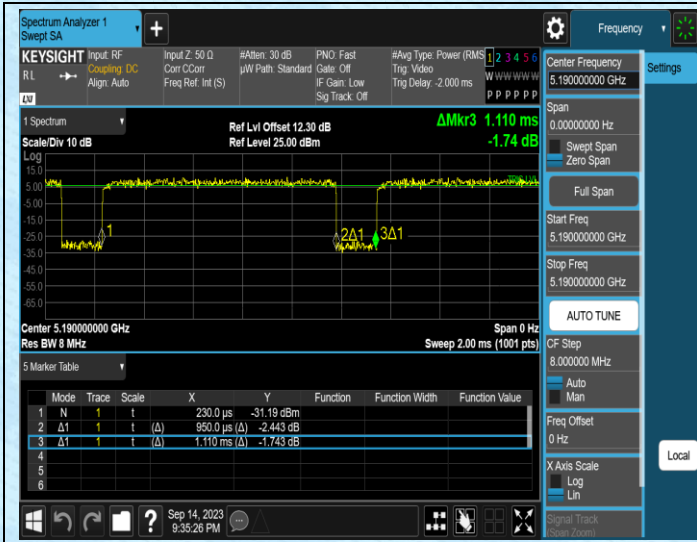 Spectrum Analyzer 1
Swept SA
Frequency
KEYSIGHT
RL
LXI
Input: RF
Coupling: DC
Align: Auto
Input Z: 50 Ω
Corr CCorr
Freq Ref: Int (S)
#Atten: 30 dB
µW Path: Standard
PNO: Fast
Gate: Off
IF Gain: Low
Sig Track: Off
#Avg Type: Power (RMS
Trig: Video
Trig Delay: -2.000 ms
1 2 3 4 5 6
W W W W W W
P P P P P P
Center Frequency
5.190000000 GHz
Settings
1 Spectrum
Scale/Div 10 dB
Ref Lvl Offset 12.30 dB
Ref Level 25.00 dBm
ΔMkr3 1.110 ms
-1.74 dB
Span
0.00000000 Hz
Swept Span
Zero Span
Full Span
Start Freq
5.190000000 GHz
Stop Freq
5.190000000 GHz
AUTO TUNE
CF Step
8.000000 MHz
Auto
Man
Freq Offset
0 Hz
X Axis Scale
Log
Lin
Signal Track
(Span Zoom)
Local
Log
15.0
5.00
-5.00
-15.0
-25.0
-35.0
-45.0
-55.0
-65.0
1
2Δ1
3Δ1
Center 5.190000000 GHz
Span 0 Hz
Res BW 8 MHz
Sweep 2.00 ms (1001 pts)
5 Marker Table
Mode Trace Scale X Y Function Function Width Function Value
1 N 1 t 230.0 µs -31.19 dBm
2 Δ1 1 t (Δ) 950.0 µs (Δ) -2.443 dB
3 Δ1 1 t (Δ) 1.110 ms (Δ) -1.743 dB
4
5
6
Sep 14, 2023
9:35:26 PM